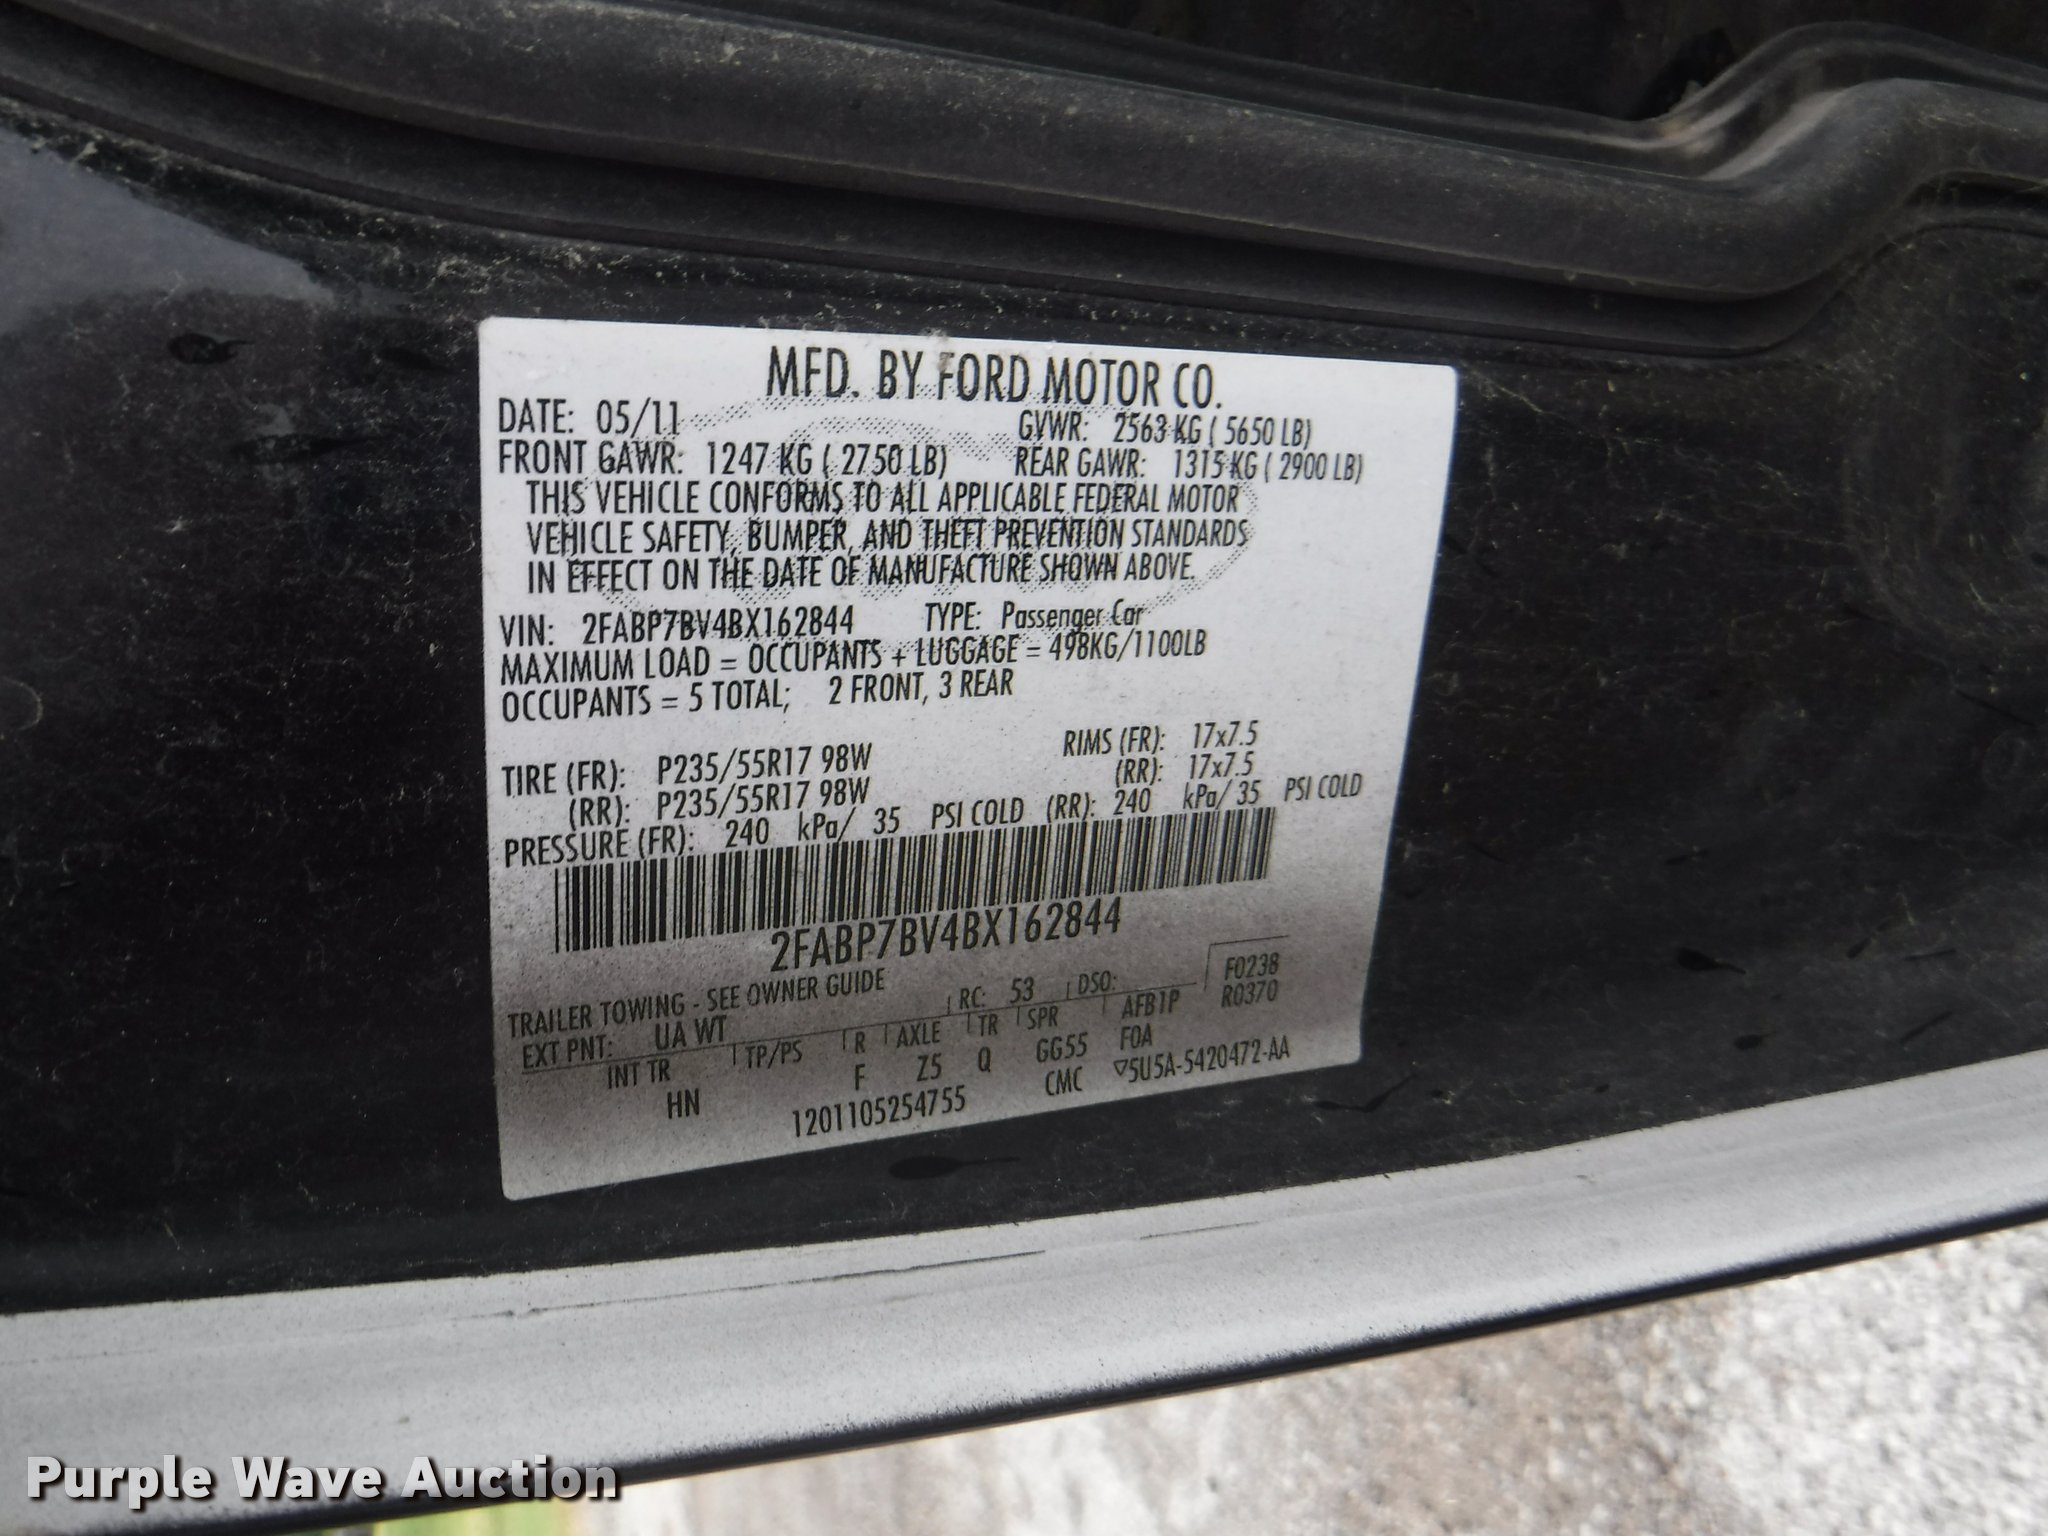 MFD. BY FORD MOTOR CO.
DATE: 05/11 GVWR: 2563 KG ( 5650 LB)
FRONT GAWR: 1247 KG ( 2750 LB) REAR GAWR: 1315 KG ( 2900 LB)
THIS VEHICLE CONFORMS TO ALL APPLICABLE FEDERAL MOTOR
VEHICLE SAFETY, BUMPER, AND THEFT PREVENTION STANDARDS
IN EFFECT ON THE DATE OF MANUFACTURE SHOWN ABOVE.
VIN: 2FABP7BV4BX162844 TYPE: Passenger Car
MAXIMUM LOAD = OCCUPANTS + LUGGAGE = 498KG/1100LB
OCCUPANTS = 5 TOTAL; 2 FRONT, 3 REAR
TIRE (FR): P235/55R17 98W RIMS (FR): 17x7.5
(RR): P235/55R17 98W (RR): 17x7.5
PRESSURE (FR): 240 kPa/ 35 PSI COLD (RR): 240 kPa/ 35 PSI COLD
2FABP7BV4BX162844
TRAILER TOWING - SEE OWNER GUIDE F0238
EXT PNT: UA WT RC: 53 DSO: R0370
INT TR TP/PS R AXLE TR SPR AFB1P
HN F Z5 Q GG55 FOA
1201105254755 CMC ▽5U5A-5420472-AA
Purple Wave Auction